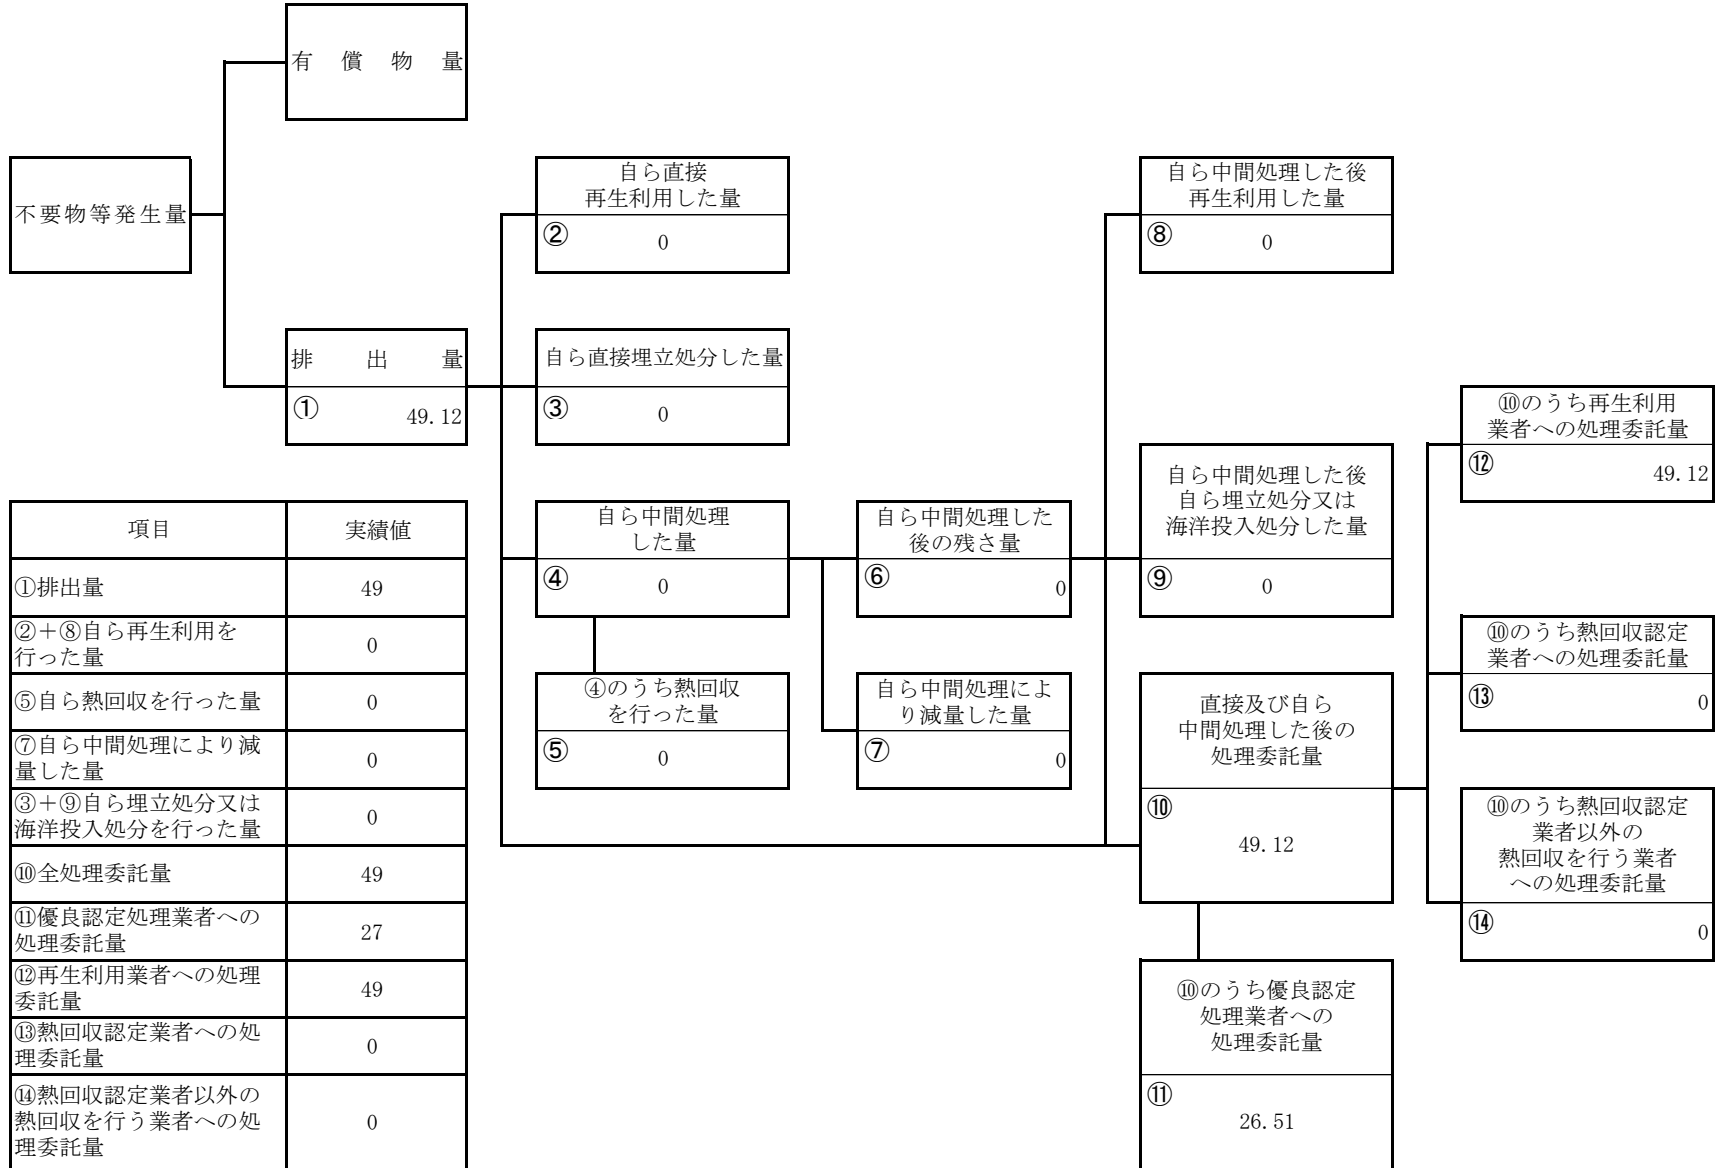 有償物量
不要物等発生量
自ら直接
再生利用した量
② 0
自ら中間処理した後
再生利用した量
⑧ 0
排出量
① 49.12
自ら直接埋立処分した量
③ 0
⑩のうち再生利用
業者への処理委託量
⑫ 49.12
自ら中間処理
した量
④ 0
自ら中間処理した
後の残さ量
⑥ 0
自ら中間処理した後
自ら埋立処分又は
海洋投入処分した量
⑨ 0
⑩のうち熱回収認定
業者への処理委託量
⑬ 0
④のうち熱回収
を行った量
⑤ 0
自ら中間処理によ
り減量した量
⑦ 0
直接及び自ら
中間処理した後の
処理委託量
⑩
49.12
⑩のうち熱回収認定
業者以外の
熱回収を行う業者
への処理委託量
⑭ 0
⑩のうち優良認定
処理業者への
処理委託量
⑪
26.51
項目 実績値
①排出量 49
②+⑧自ら再生利用を
行った量 0
⑤自ら熱回収を行った量 0
⑦自ら中間処理により減
量した量 0
③+⑨自ら埋立処分又は
海洋投入処分を行った量 0
⑩全処理委託量 49
⑪優良認定処理業者への
処理委託量 27
⑫再生利用業者への処理
委託量 49
⑬熱回収認定業者への処
理委託量 0
⑭熱回収認定業者以外の
熱回収を行う業者への処
理委託量 0